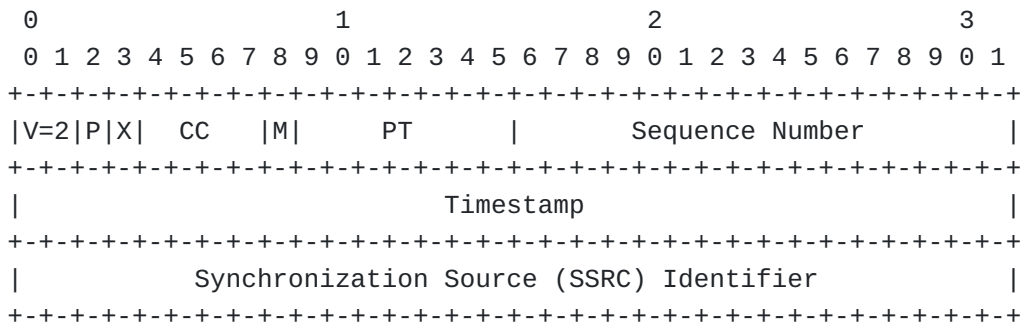 0                   1                   2                   3
 0 1 2 3 4 5 6 7 8 9 0 1 2 3 4 5 6 7 8 9 0 1 2 3 4 5 6 7 8 9 0 1
+-+-+-+-+-+-+-+-+-+-+-+-+-+-+-+-+-+-+-+-+-+-+-+-+-+-+-+-+-+-+-+-+
|V=2|P|X|  CC   |M|     PT      |       Sequence Number         |
+-+-+-+-+-+-+-+-+-+-+-+-+-+-+-+-+-+-+-+-+-+-+-+-+-+-+-+-+-+-+-+-+
|                           Timestamp                           |
+-+-+-+-+-+-+-+-+-+-+-+-+-+-+-+-+-+-+-+-+-+-+-+-+-+-+-+-+-+-+-+-+
|           Synchronization Source (SSRC) Identifier            |
+-+-+-+-+-+-+-+-+-+-+-+-+-+-+-+-+-+-+-+-+-+-+-+-+-+-+-+-+-+-+-+-+